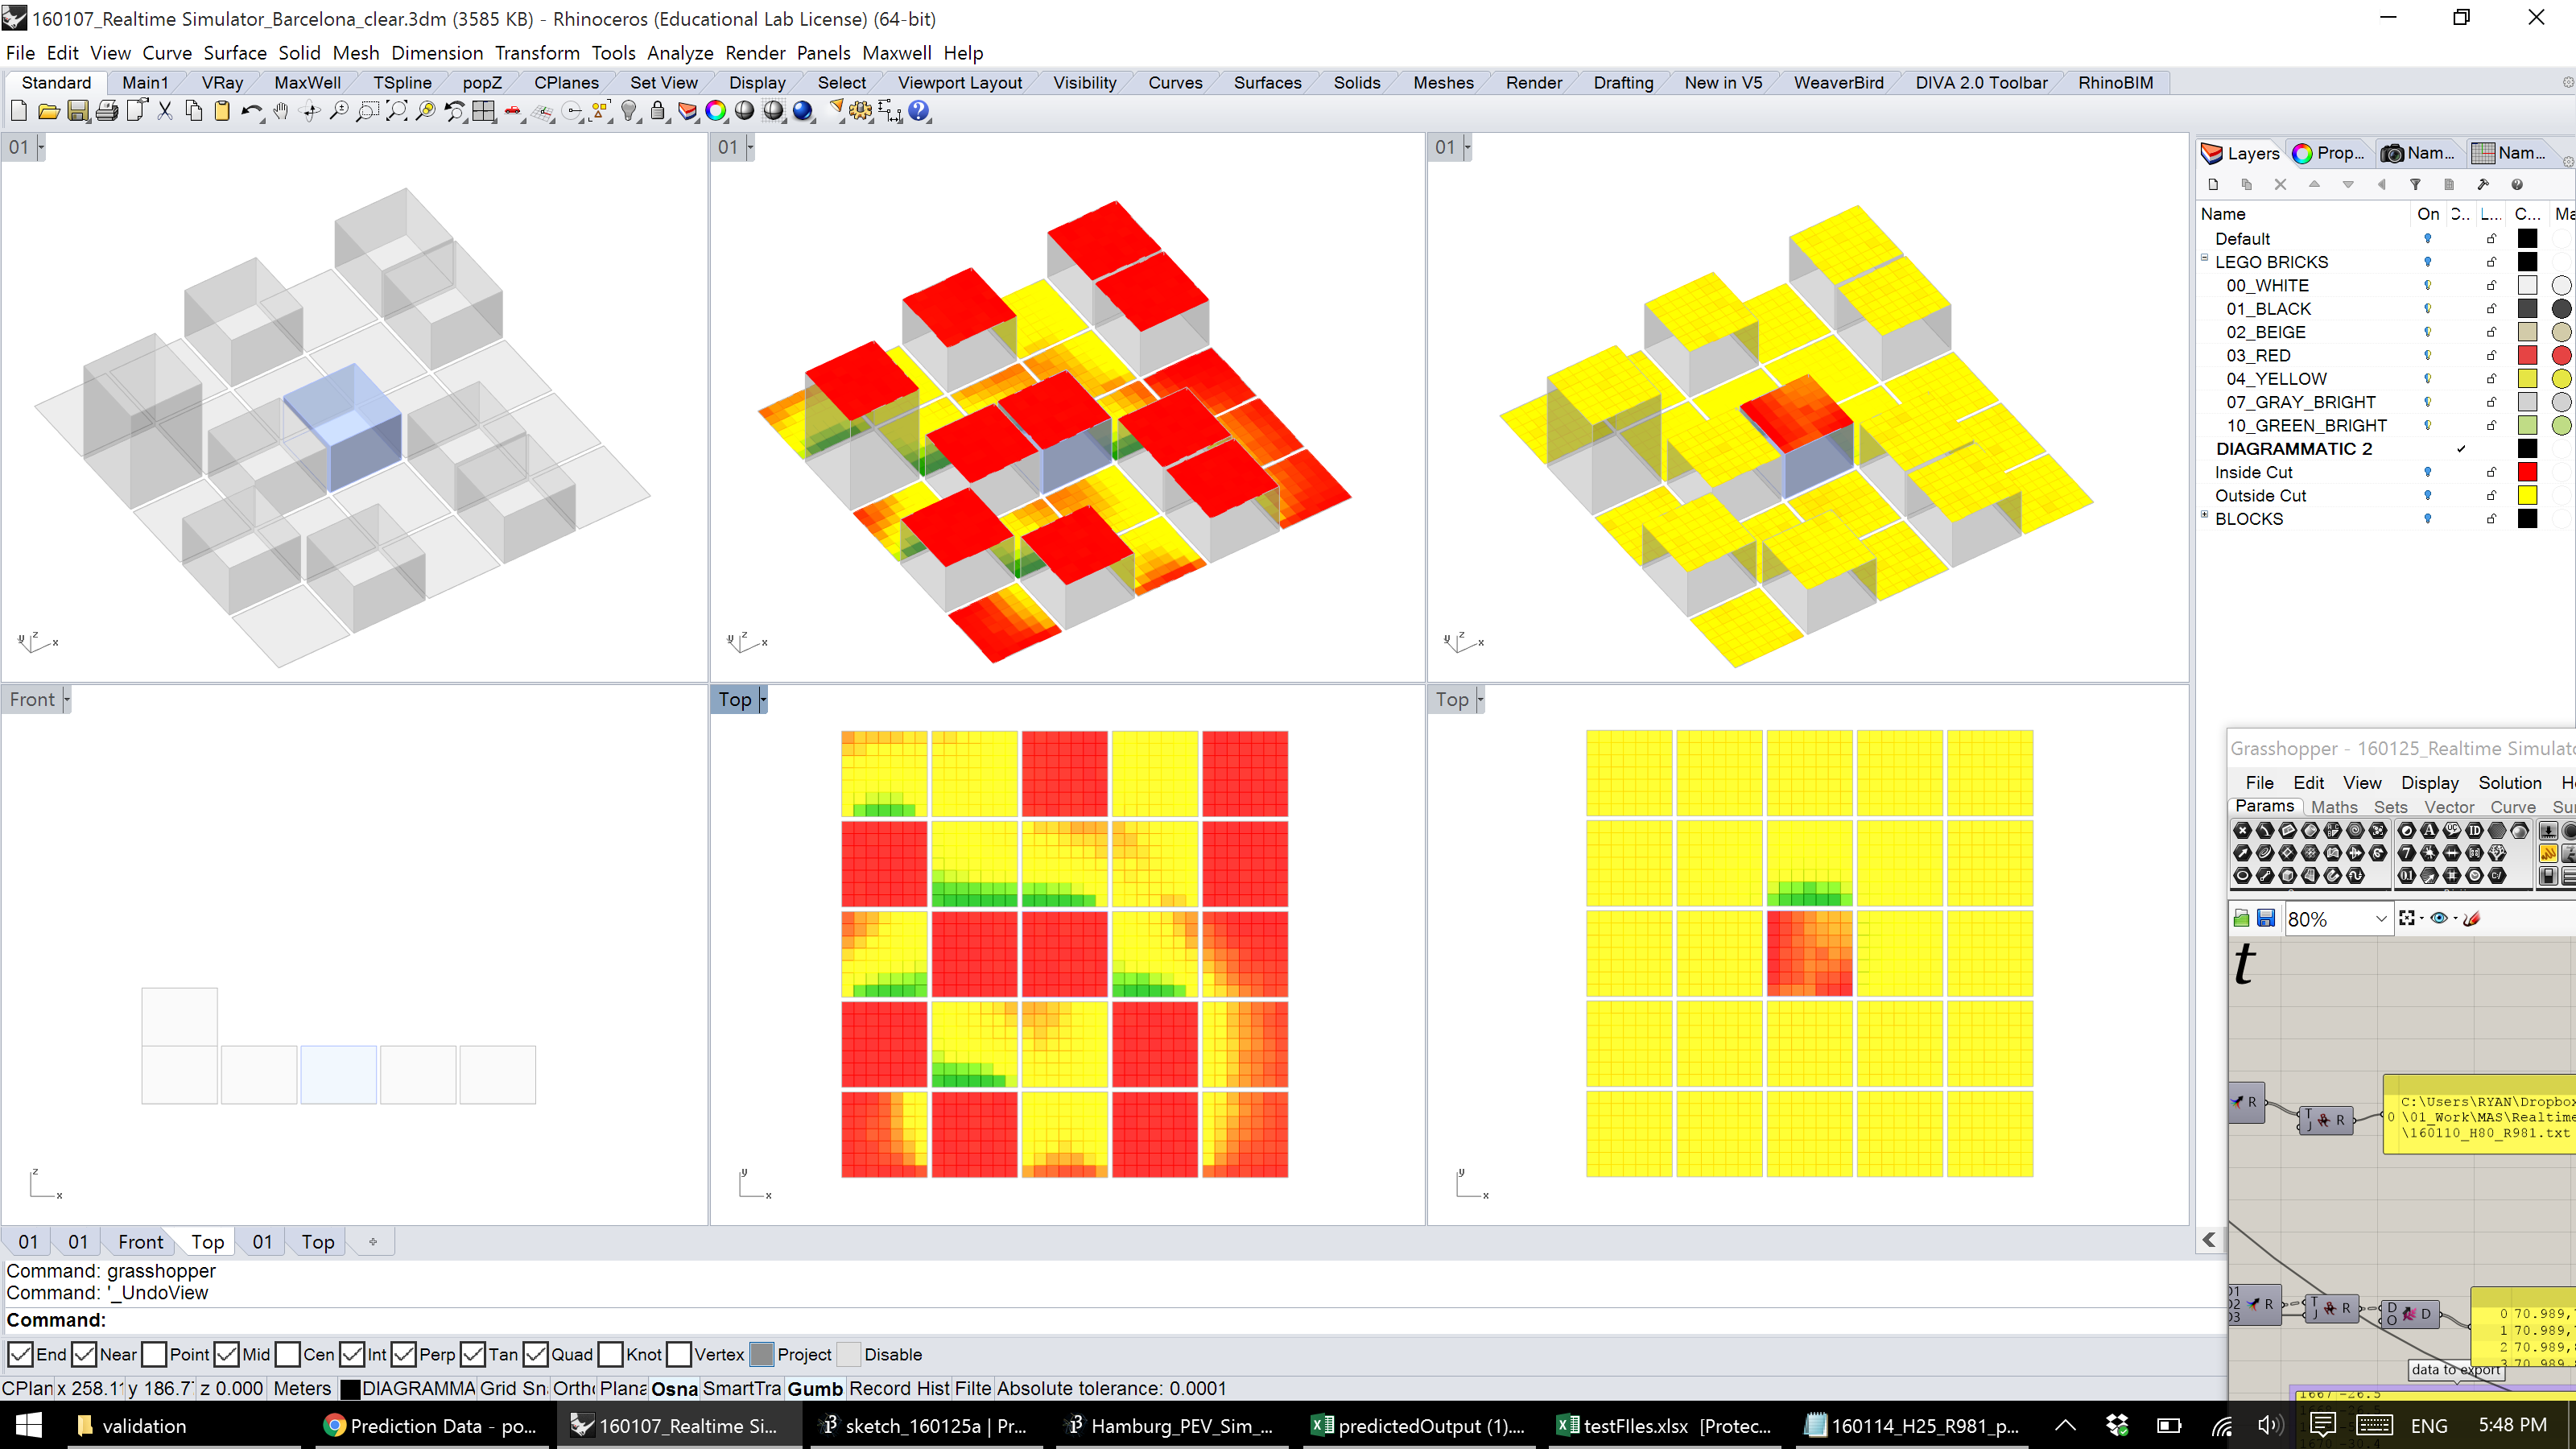 160107_Realtime Simulator_Barcelona_clear.3dm (3585 KB) - Rhinoceros (Educational Lab License) (64-bit)
File Edit View Curve Surface Solid Mesh Dimension Transform Tools Analyze Render Panels Maxwell Help
Standard Main1 VRay MaxWell TSpline popZ CPlanes Set View Display Select Viewport Layout Visibility Curves Surfaces Solids Meshes Render Drafting New in V5 WeaverBird DIVA 2.0 Toolbar RhinoBIM
01 01 01
Layers Prop... Nam... Nam...
Name On L... C... Ma
Default
LEGO BRICKS
00_WHITE
01_BLACK
02_BEIGE
03_RED
04_YELLOW
07_GRAY_BRIGHT
10_GREEN_BRIGHT
DIAGRAMMATIC 2
Inside Cut
Outside Cut
BLOCKS
y z x y z x y z x
Front Top Top
Grasshopper - 160125_Realtime Simulato
File Edit View Display Solution He
Params Maths Sets Vector Curve Sur
80%
t
R T J R
0 C:\Users\RYAN\Dropbox
\01_Work\MAS\Realtime
\160110_H80_R981.txt
z x y x y x
01 01 Front Top 01 Top +
Command: grasshopper
Command: '_UndoView
Command:
R T J R D O D
0 70.989,
1 70.989,
2 70.989,
3 70.989,
data to export
1667 -26.5
End Near Point Mid Cen Int Perp Tan Quad Knot Vertex Project Disable
CPlan x 258.1 y 186.7 z 0.000 Meters DIAGRAMMA Grid Sn Ortho Plana Osna SmartTra Gumb Record Hist Filte Absolute tolerance: 0.0001
validation Prediction Data - po... 160107_Realtime Si... sketch_160125a | Pr... Hamburg_PEV_Sim_... predictedOutput (1).... testFIles.xlsx [Protec... 160114_H25_R981_p... ENG 5:48 PM